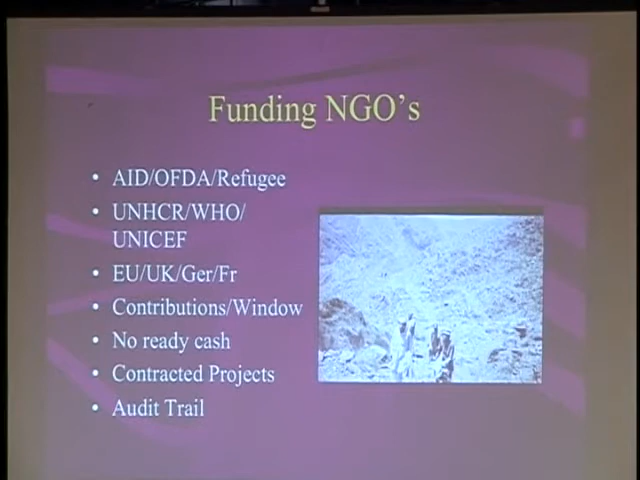 Funding NGO's
• AID/OFDA/Refugee
• UNHCR/WHO/
UNICEF
• EU/UK/Ger/Fr
• Contributions/Window
• No ready cash
• Contracted Projects
• Audit Trail